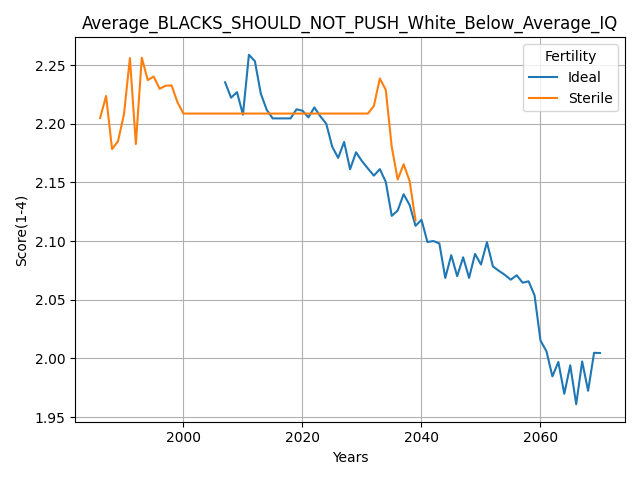 Average_BLACKS_SHOULD_NOT_PUSH_White_Below_Average_IQ
Fertility
Ideal
Sterile
Score(1-4)
2.25
2.20
2.15
2.10
2.05
2.00
1.95
2000 2020 2040 2060
Years